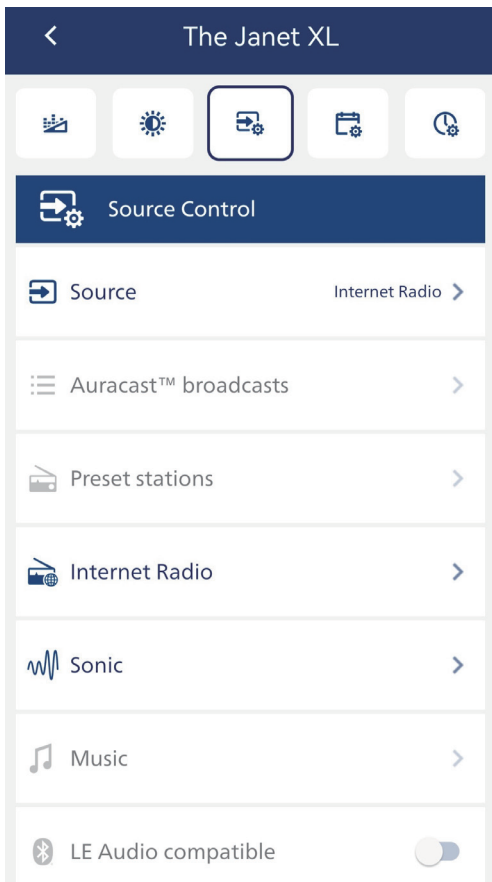 The Janet XL
Source Control
Source Internet Radio
Auracast™ broadcasts
Preset stations
Internet Radio
Sonic
Music
LE Audio compatible